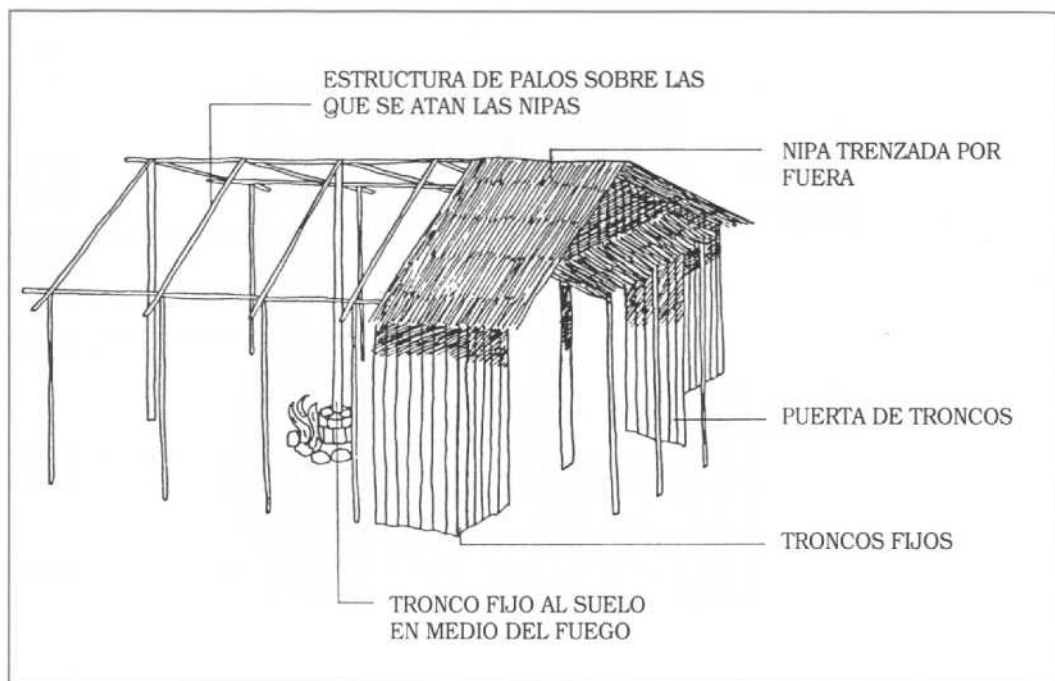 ESTRUCTURA DE PALOS SOBRE LAS
QUE SE ATAN LAS NIPAS
NIPA TRENZADA POR
FUERA
PUERTA DE TRONCOS
TRONCOS FIJOS
TRONCO FIJO AL SUELO
EN MEDIO DEL FUEGO